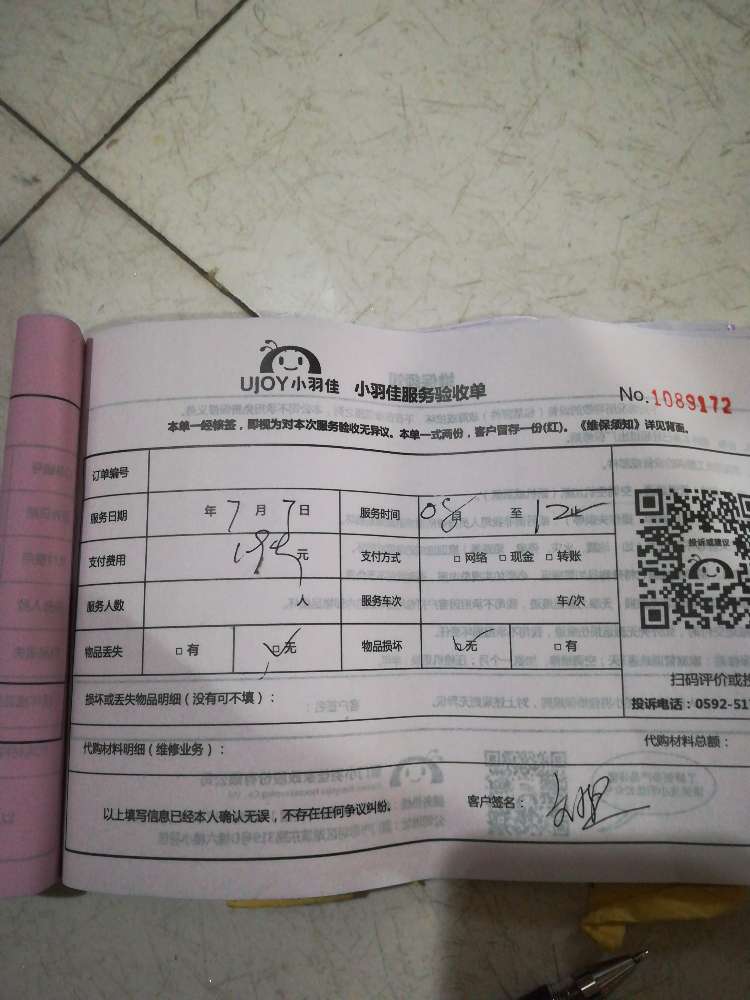 UJOY小羽佳 小羽佳服务验收单
No.1089172
本单一经核签，即视为对本次服务验收无异议。本单一式两份，客户留存一份(红)。《维保须知》详见背面。
订单编号
服务日期 年 7 月 7 日 服务时间 08 至 12
支付费用 元 支付方式 □网络 □现金 □转账
服务人数 人 服务车次 车/次
物品丢失 □有 □无 物品损坏 □无 □有
投诉或建议
扫码评价或投
损坏或丢失物品明细（没有可不填）：
投诉电话：0592-51
代购材料明细（维修业务）：
代购材料总额：
以上填写信息已经本人确认无误，不存在任何争议纠纷。 客户签名：